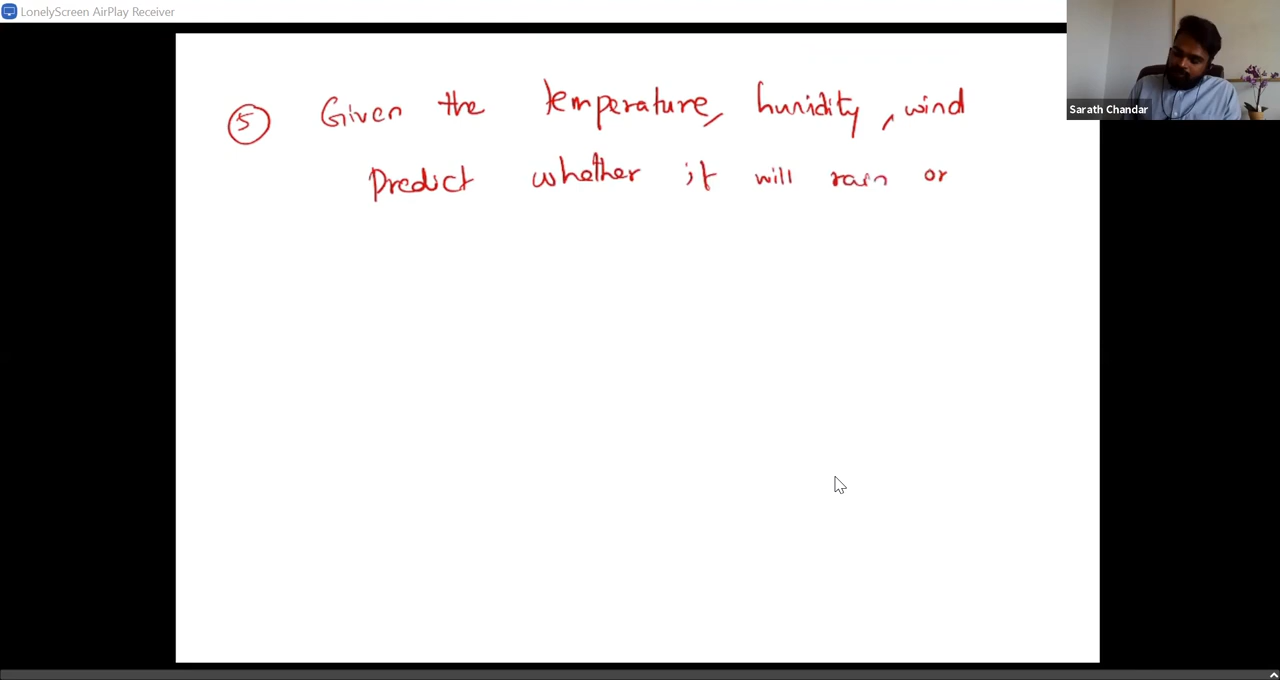 LonelyScreen AirPlay Receiver
Sarath Chandar
⑤ Given the temperature, humidity, wind
Predict whether it will rain or